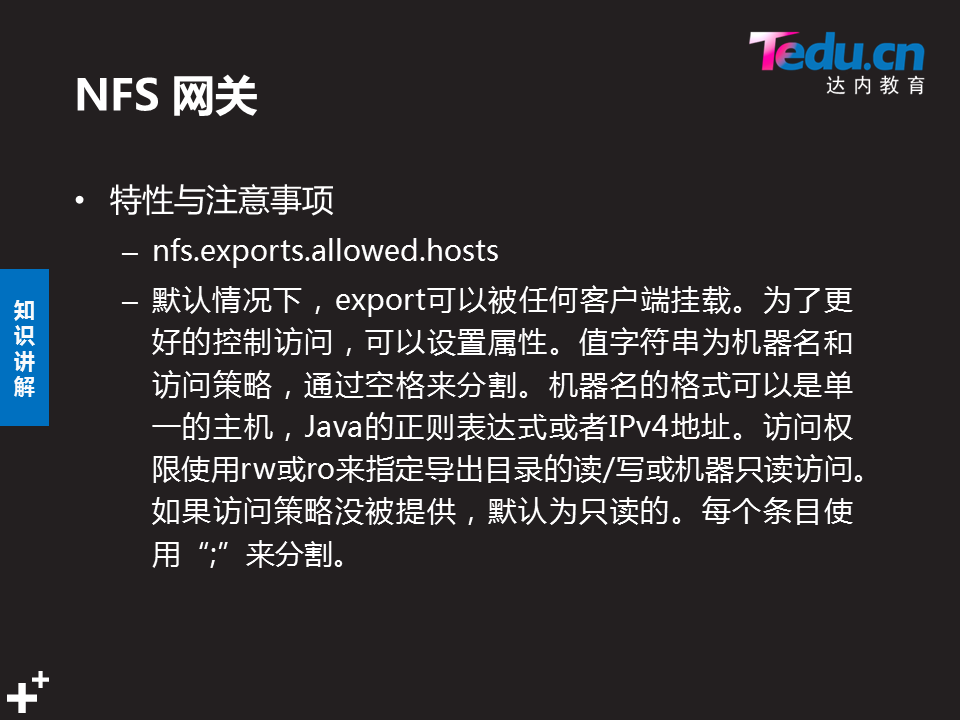 Tedu.cn
达内教育
NFS 网关
• 特性与注意事项
– nfs.exports.allowed.hosts
– 默认情况下，export可以被任何客户端挂载。为了更
好的控制访问，可以设置属性。值字符串为机器名和
访问策略，通过空格来分割。机器名的格式可以是单
一的主机，Java的正则表达式或者IPv4地址。访问权
限使用rw或ro来指定导出目录的读/写或机器只读访问。
如果访问策略没被提供，默认为只读的。每个条目使
用“;”来分割。
知
识
讲
解